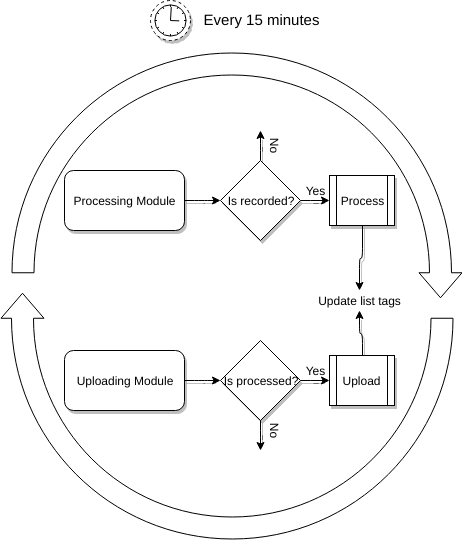 Every 15 minutes
No
Processing Module
Is recorded?
Yes
Process
Update list tags
Uploading Module
Is processed?
Yes
Upload
No